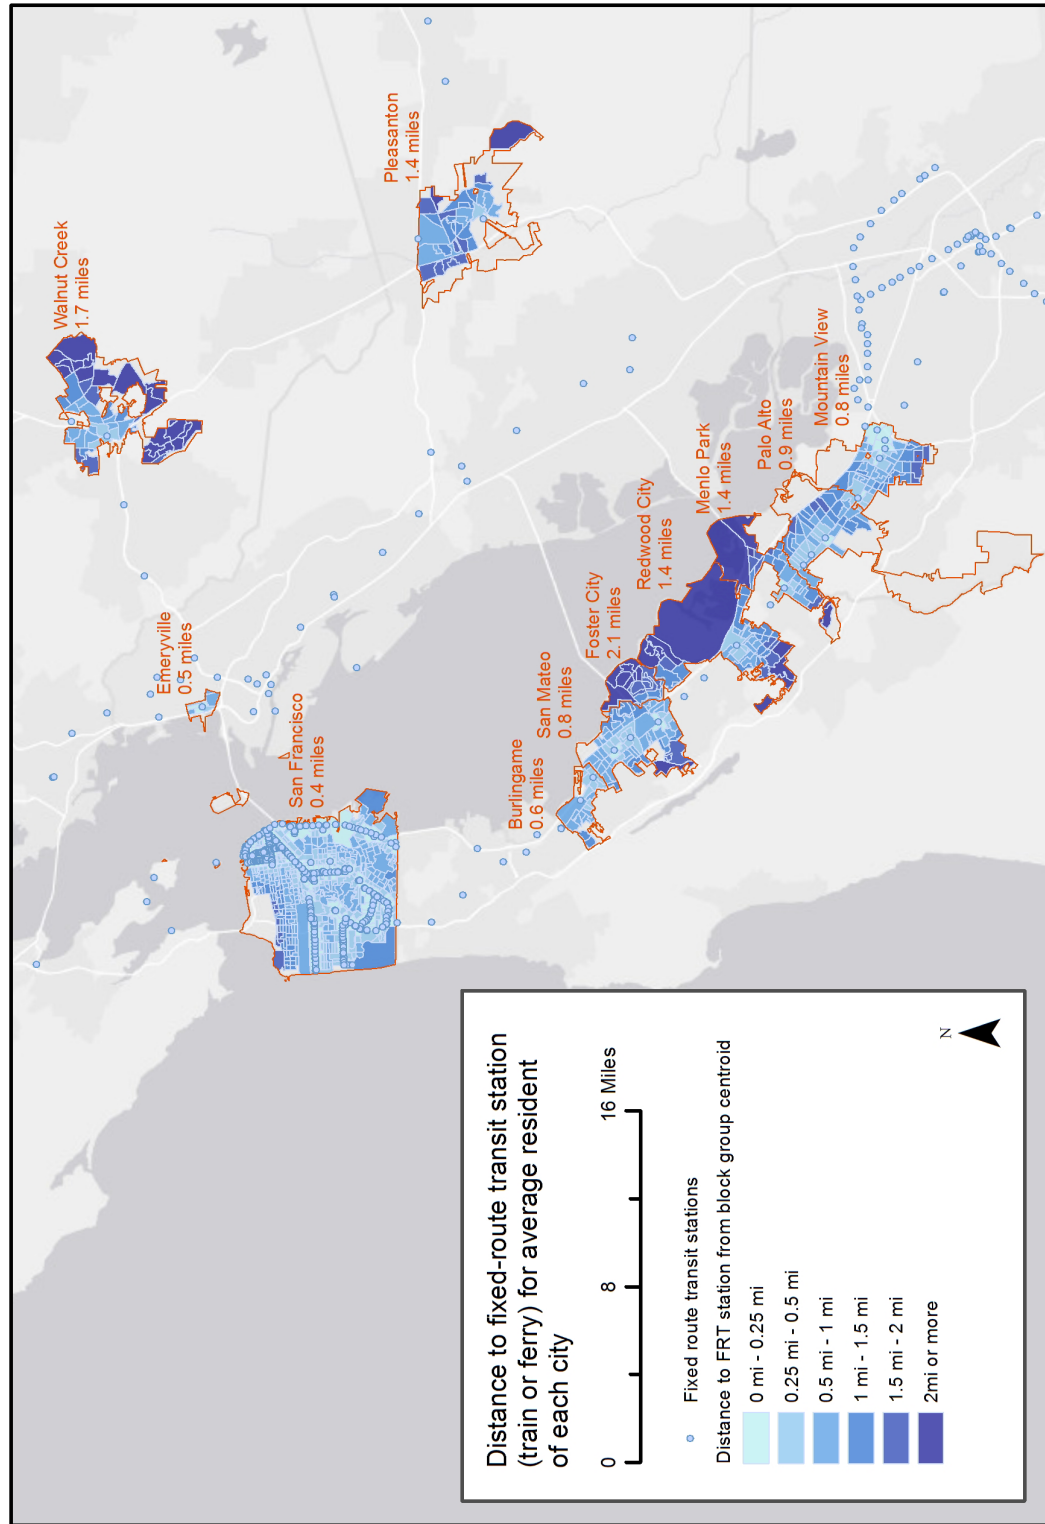 Distance to fixed-route transit station
(train or ferry) for average resident
of each city
0
8
16 Miles
Fixed route transit stations
Distance to FRT station from block group centroid
0 mi - 0.25 mi
0.25 mi - 0.5 mi
0.5 mi - 1 mi
1 mi - 1.5 mi
1.5 mi - 2 mi
2mi or more
N
Walnut Creek
1.7 miles
Emeryville
0.5 miles
San Francisco
0.4 miles
Pleasanton
1.4 miles
Burlingame
0.6 miles
San Mateo
0.8 miles
Foster City
2.1 miles
Redwood City
1.4 miles
Menlo Park
1.4 miles
Palo Alto
0.9 miles
Mountain View
0.8 miles